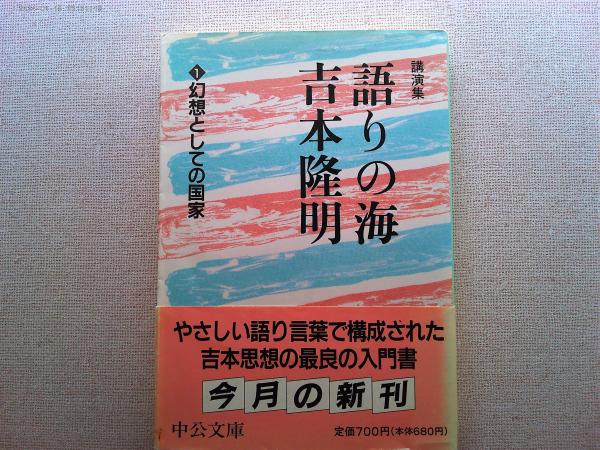 講演集
語りの海
吉本隆明
❶幻想としての国家
やさしい語り言葉で構成された
吉本思想の最良の入門書
今月の新刊
中公文庫
定価700円(本体680円)